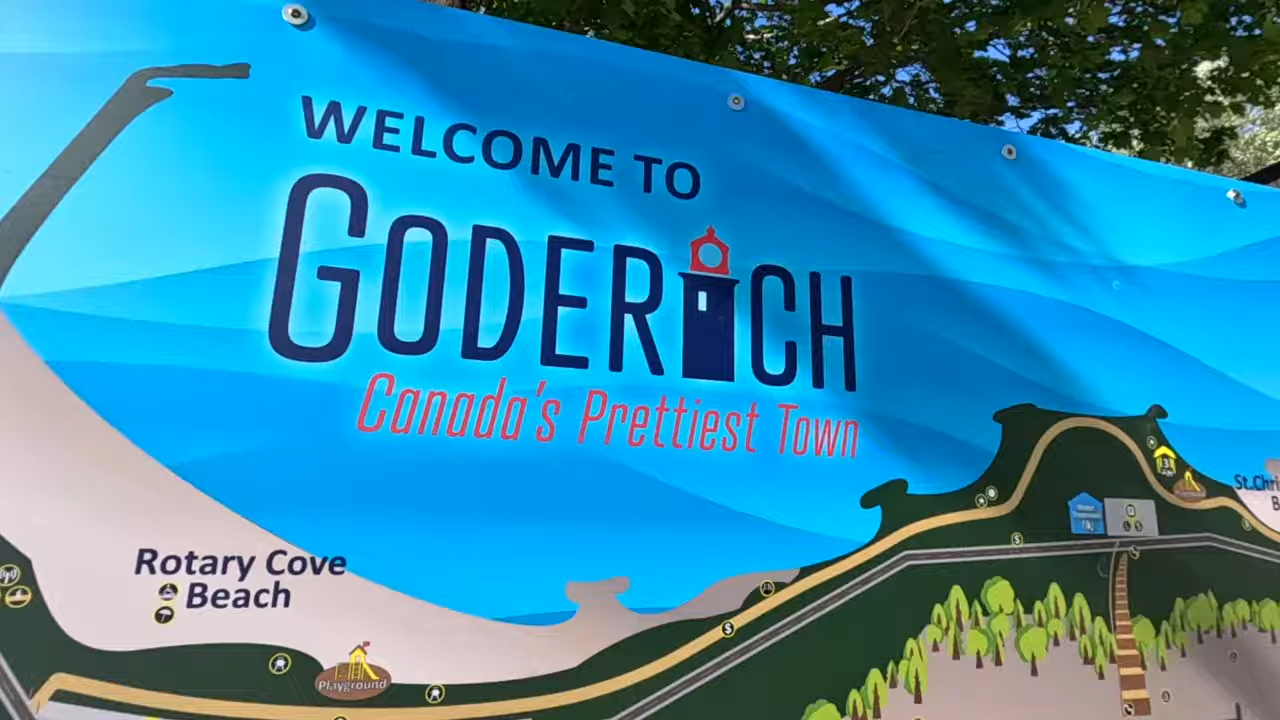 WELCOME TO
GODERICH
Canada's Prettiest Town
Rotary Cove
Beach
Playground